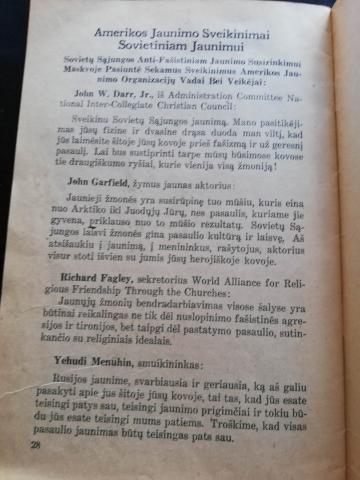 Amerikos Jaunimo Sveikinimai
Sovietiniam Jaunimui
Sovietų Sąjungos Anti-Fašistiniam Jaunimo Susirinkimui
Maskvoje Pasiuntė Sekamus Sveikinimus Amerikos Jau-
nimo Organizacijų Vadai Bei Veikėjai:
John W. Darr, Jr., iš Administration Committee Na-
tional Inter-Collegiate Christian Council:
Sveikinu Sovietų Sąjungos jaunimą. Mano pasitikėji-
mas jūsų fizine ir dvasine drąsa duoda man viltį, kad
jūs laimėsite šitoje jūsų kovoje prieš fašizmą ir už geresnį
pasaulį. Lai bus sustiprinti tarpe mūsų būsimose kovose
tie draugiškumo ryšiai, kurie vienija visą žmoniją!
John Garfield, žymus jaunas aktorius:
Jaunieji žmonės yra susirūpinę tuo mūšiu, kuris eina
nuo Arktiko iki Juodųjų Jūrų, nes pasaulis, kuriame jie
nor gyventi, priklauso nuo to mūšio rezultatų. Sovietų Są-
jungos laisvi žmonės gina pasaulio kultūrą ir laisvę. Aš
atsišaukiu į jaunimą, į menininkus, rašytojus, aktorius
visur stoti išvien su jumis jūsų herojiškoje kovoje.
Richard Fagley, sekretorius World Alliance for Reli-
gious Friendship Through the Churches:
Jaunųjų žmonių bendradarbiavimas visose šalyse yra
būtinai reikalingas ne tik dėl nuslopinimo fašistinės agre-
sijos ir tironijos, bet taipgi dėl pastatymo pasaulio, sutin-
kančio su religiniais idealais.
Yehudi Menuhin, smuikininkas:
Rusijos jaunime, svarbiausia ir geriausia, ką aš galiu
pasakyti apie jus šitoje jūsų kovoje, tai tas, kad jūs esate
teisingi patys sau, teisingi jaunimo prigimčiai ir tokiu bū-
du jūs esate teisingi mums patiems. Troškime, kad visas
pasaulio jaunimas būtų teisingas pats sau.
28